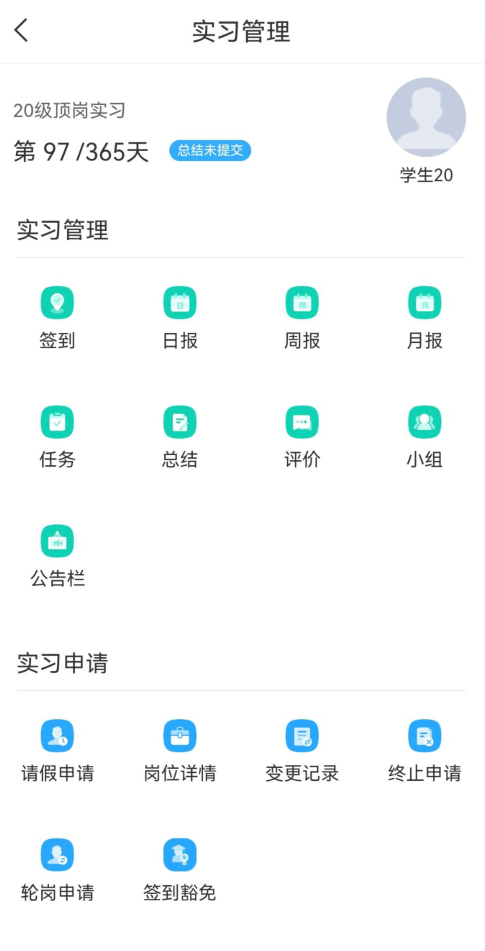 实习管理
20级顶岗实习
第 97 /365天 总结未提交
学生20
实习管理
签到 日报 周报 月报
任务 总结 评价 小组
公告栏
实习申请
请假申请 岗位详情 变更记录 终止申请
轮岗申请 签到豁免